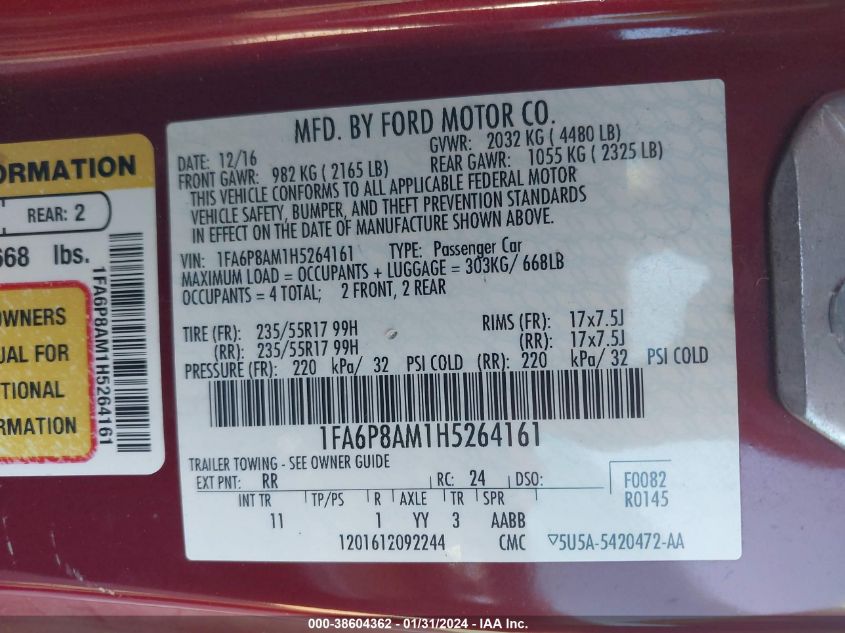 ORMATION
REAR: 2
668 lbs.
OWNERS
UAL FOR
TIONAL
RMATION
1FA6P8AM1H5264161
MFD. BY FORD MOTOR CO.
DATE: 12/16 GVWR: 2032 KG ( 4480 LB)
FRONT GAWR: 982 KG ( 2165 LB) REAR GAWR: 1055 KG ( 2325 LB)
THIS VEHICLE CONFORMS TO ALL APPLICABLE FEDERAL MOTOR
VEHICLE SAFETY, BUMPER, AND THEFT PREVENTION STANDARDS
IN EFFECT ON THE DATE OF MANUFACTURE SHOWN ABOVE.
VIN: 1FA6P8AM1H5264161 TYPE: Passenger Car
MAXIMUM LOAD = OCCUPANTS + LUGGAGE = 303KG/ 668LB
OCCUPANTS = 4 TOTAL; 2 FRONT, 2 REAR
TIRE (FR): 235/55R17 99H RIMS (FR): 17x7.5J
(RR): 235/55R17 99H (RR): 17x7.5J
PRESSURE (FR): 220 kPa/ 32 PSI COLD (RR): 220 kPa/ 32 PSI COLD
1FA6P8AM1H5264161
TRAILER TOWING - SEE OWNER GUIDE
EXT PNT: RR RC: 24 DSO: F0082
R0145
INT TR TP/PS R AXLE TR SPR
11 1 YY 3 AABB
1201612092244 CMC ▽5U5A-5420472-AA
000-38604362 - 01/31/2024 - IAA Inc.